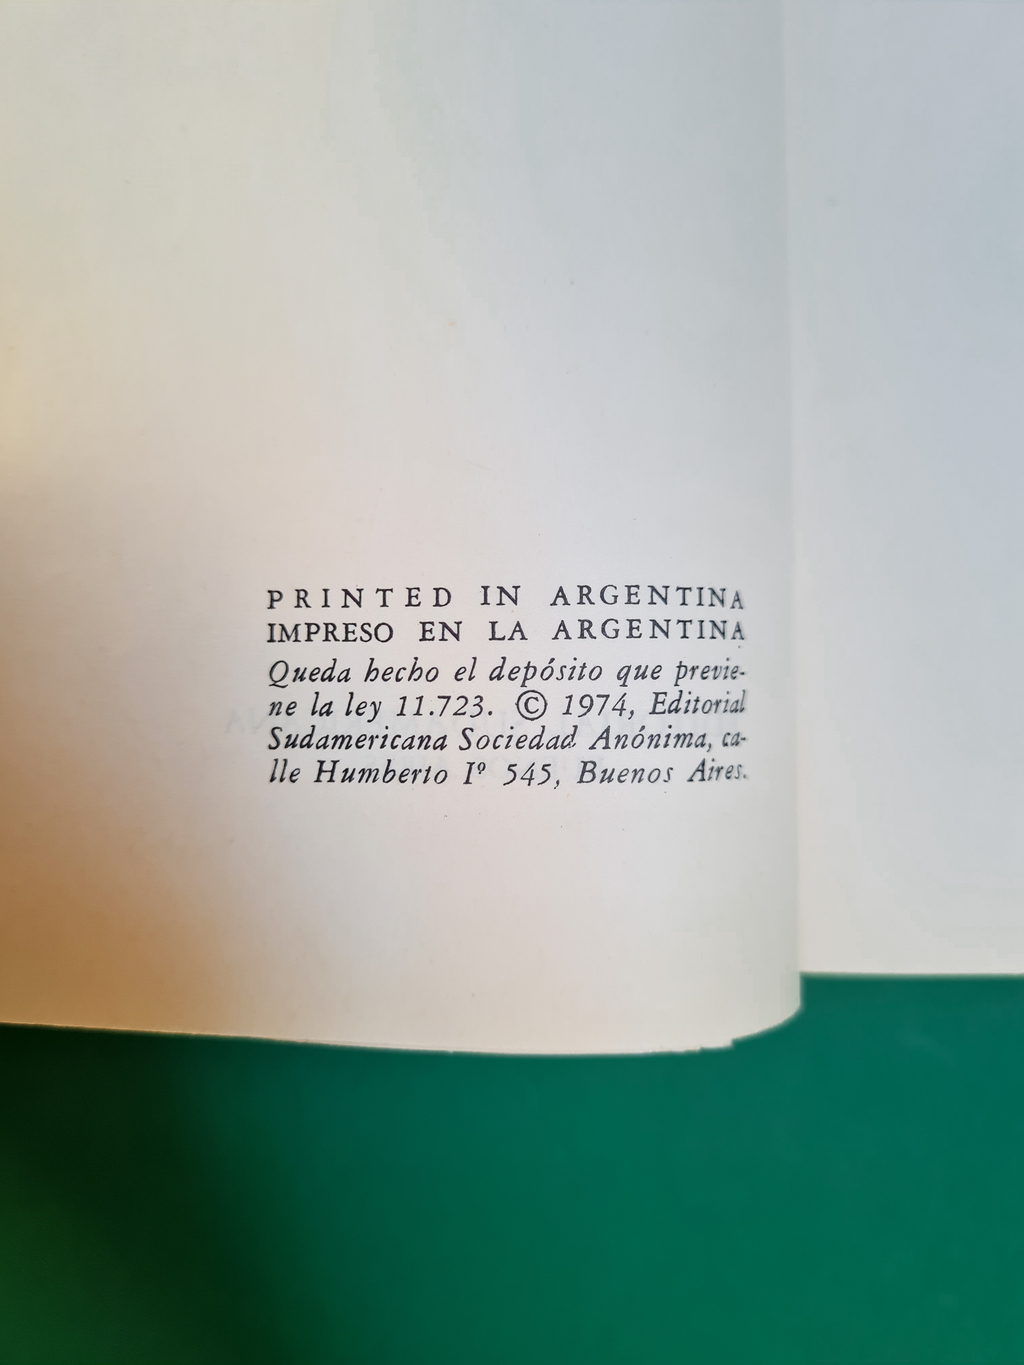 PRINTED IN ARGENTINA
IMPRESO EN LA ARGENTINA
Queda hecho el depósito que previe-
ne la ley 11.723. © 1974, Editorial
Sudamericana Sociedad Anónima, ca-
lle Humberto Iº 545, Buenos Aires.